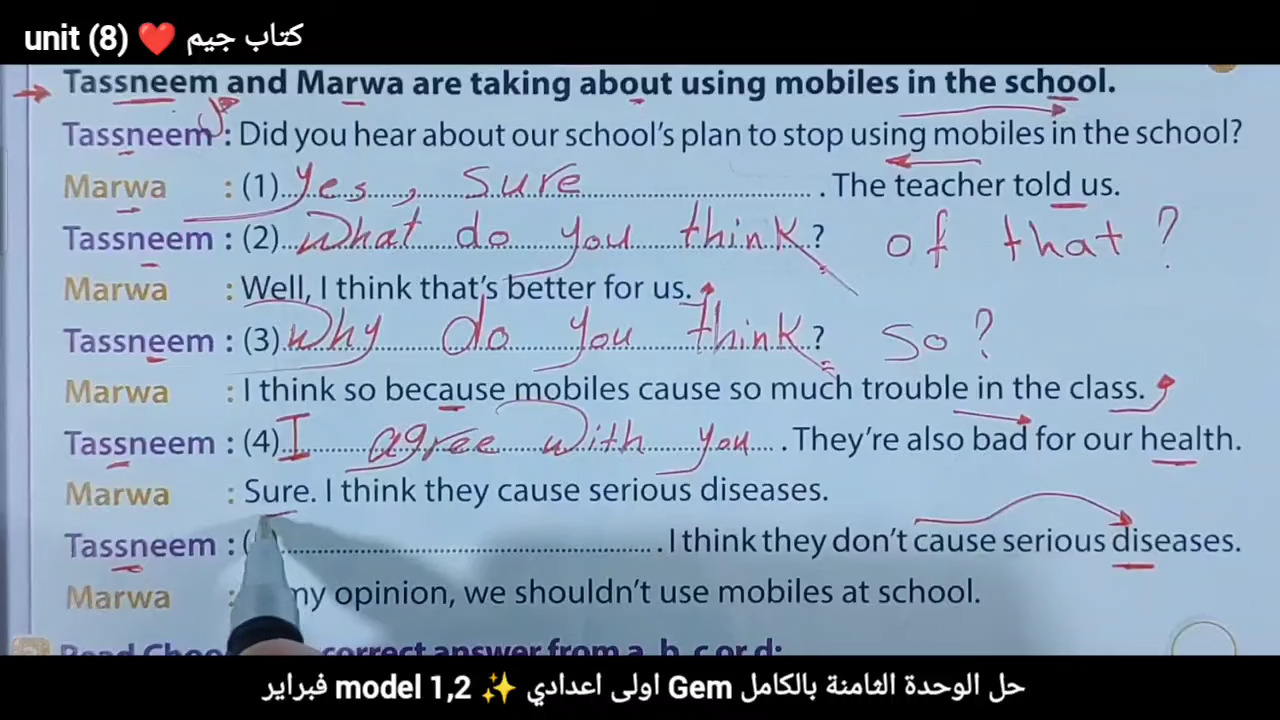 unit (8) ❤️ كتاب جيم
Tassneem and Marwa are taking about using mobiles in the school.
Tassneem : Did you hear about our school's plan to stop using mobiles in the school?
Marwa : (1) Yes, sure . The teacher told us.
Tassneem : (2) What do you think ? of that ?
Marwa : Well, I think that's better for us.
Tassneem : (3) Why do you think ? So ?
Marwa : I think so because mobiles cause so much trouble in the class.
Tassneem : (4) I agree with you . They're also bad for our health.
Marwa : Sure. I think they cause serious diseases.
Tassneem : ( . I think they don't cause serious diseases.
Marwa : my opinion, we shouldn't use mobiles at school.
correct answer from a, b, c or d:
حل الوحدة الثامنة بالكامل Gem اولى اعدادي ✨ model 1,2 فبراير